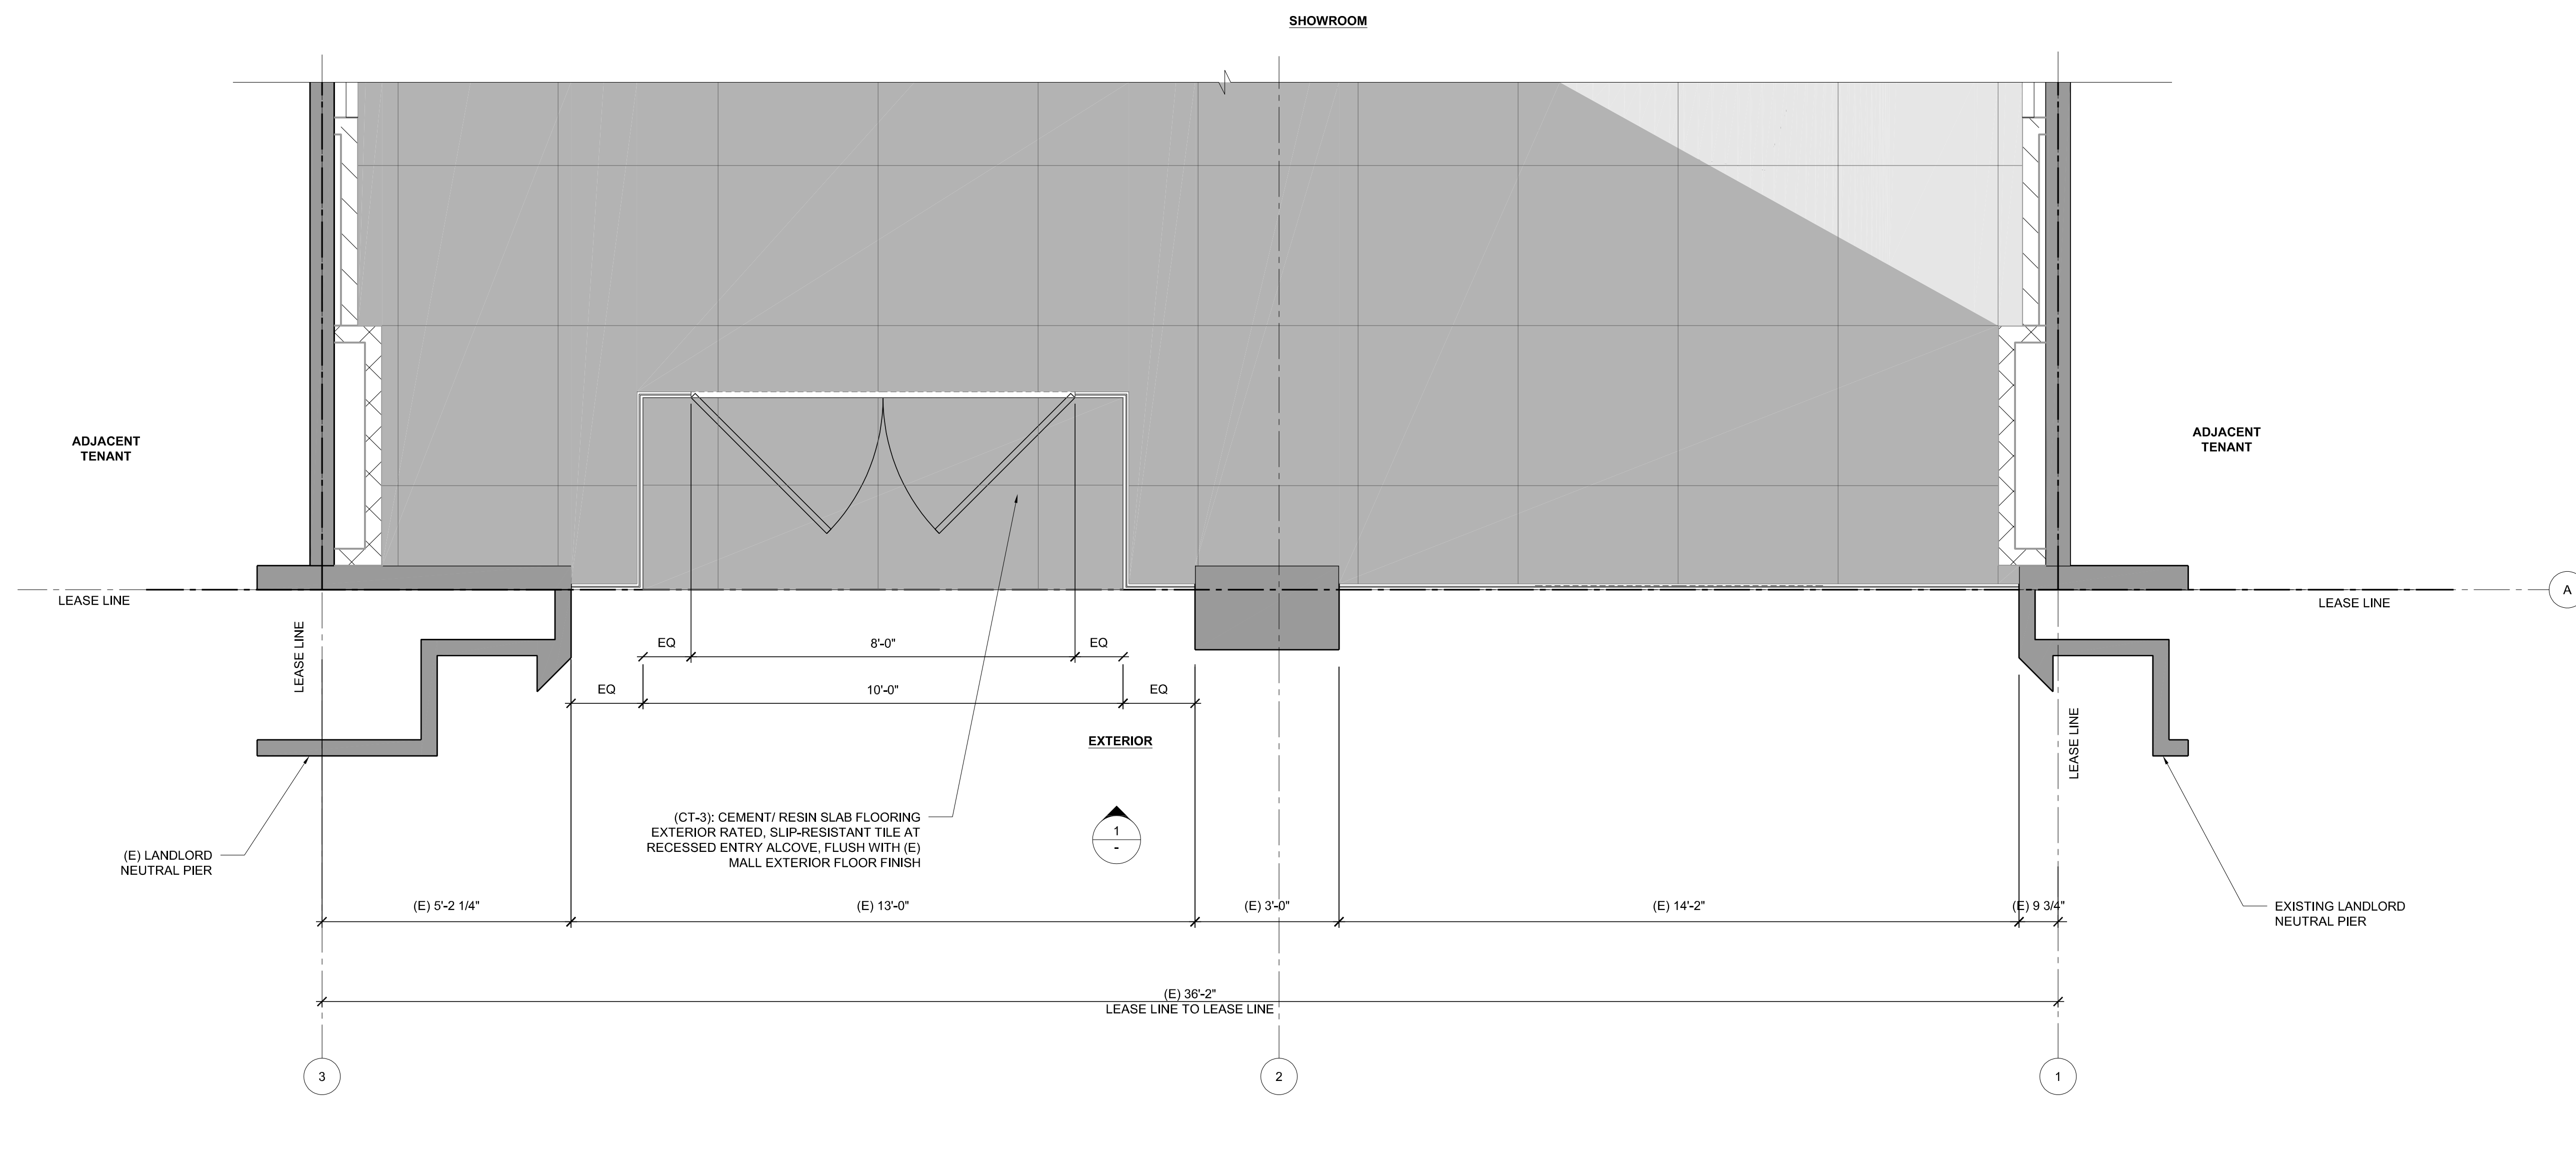 SHOWROOM
ADJACENT
TENANT
ADJACENT
TENANT
A
LEASE LINE
LEASE LINE
LEASE LINE
EQ
8'-0"
EQ
EQ
10'-0"
EQ
LEASE LINE
EXTERIOR
(CT-3): CEMENT/ RESIN SLAB FLOORING
EXTERIOR RATED, SLIP-RESISTANT TILE AT
RECESSED ENTRY ALCOVE, FLUSH WITH (E)
MALL EXTERIOR FLOOR FINISH
1
-
(E) LANDLORD
NEUTRAL PIER
(E) 5'-2 1/4"
(E) 13'-0"
(E) 3'-0"
(E) 14'-2"
(E) 9 3/4"
EXISTING LANDLORD
NEUTRAL PIER
(E) 36'-2"
LEASE LINE TO LEASE LINE
3
2
1